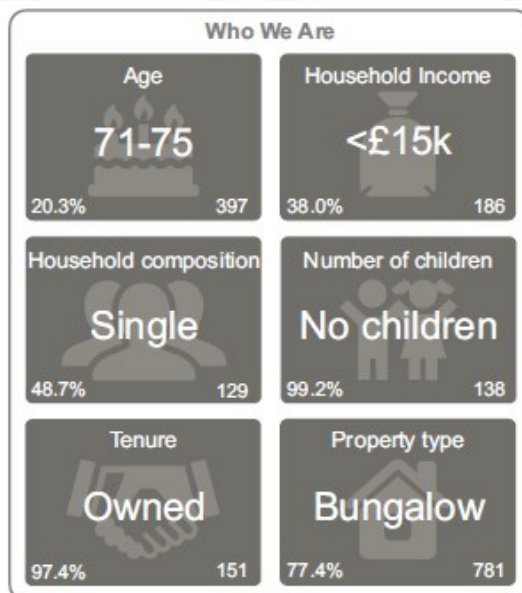 Who We Are
Age
71-75
20.3% 397
Household Income
<£15k
38.0% 186
Household composition
Single
48.7% 129
Number of children
No children
99.2% 138
Tenure
Owned
97.4% 151
Property type
Bungalow
77.4% 781